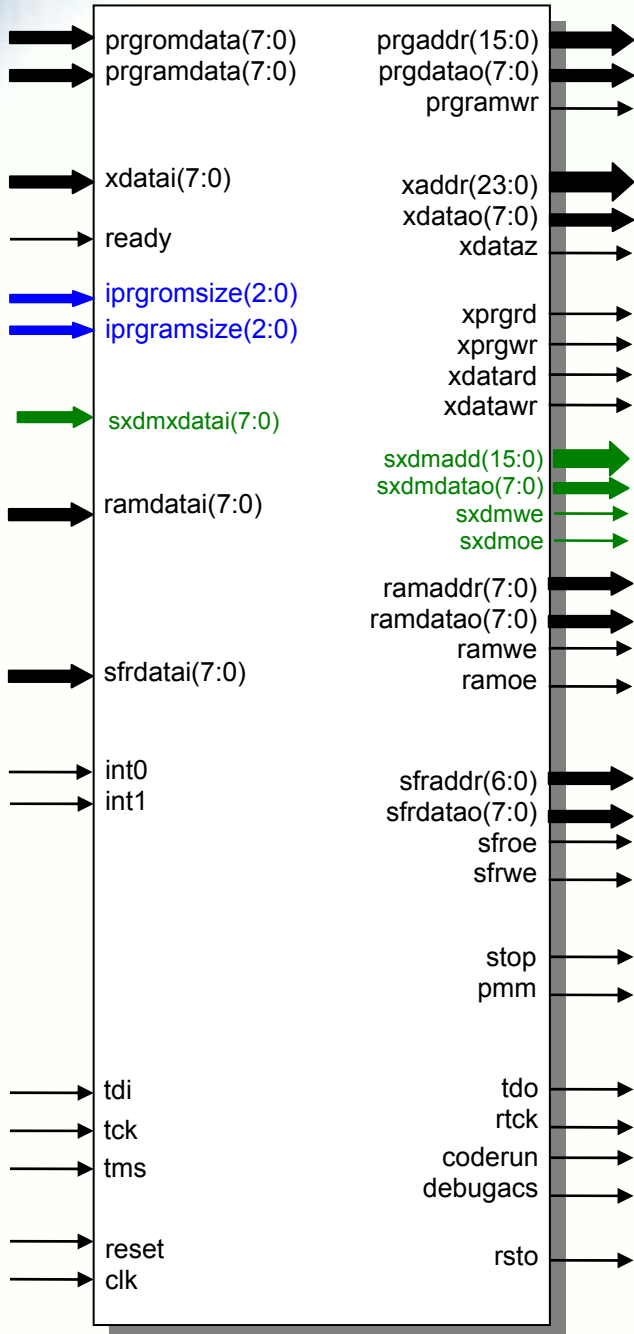 prgromdata(7:0)
prgramdata(7:0)
xdatai(7:0)
ready
iprgromsize(2:0)
iprgramsize(2:0)
sxdmxdatai(7:0)
ramdatai(7:0)
sfrdatai(7:0)
int0
int1
tdi
tck
tms
reset
clk
prgaddr(15:0)
prgdatao(7:0)
prgramwr
xaddr(23:0)
xdatao(7:0)
xdataz
xprgrd
xprgwr
xdatard
xdatawr
sxdmadd(15:0)
sxdmdatao(7:0)
sxdmwe
sxdmoe
ramaddr(7:0)
ramdatao(7:0)
ramwe
ramoe
sfraddr(6:0)
sfrdatao(7:0)
sfroe
sfrwe
stop
pmm
tdo
rtck
coderun
debugacs
rsto